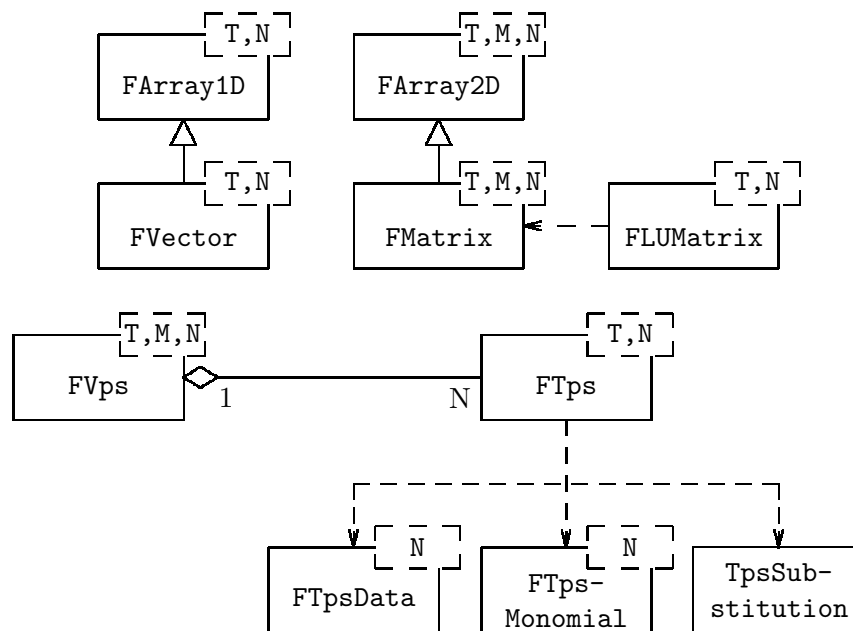 T,N
FArray1D
T,M,N
FArray2D
T,N
FVector
T,M,N
FMatrix
T,N
FLUMatrix
T,M,N
FVps
1
N
T,N
FTps
N
FTpsData
N
FTps-
Monomial
TpsSub-
stitution